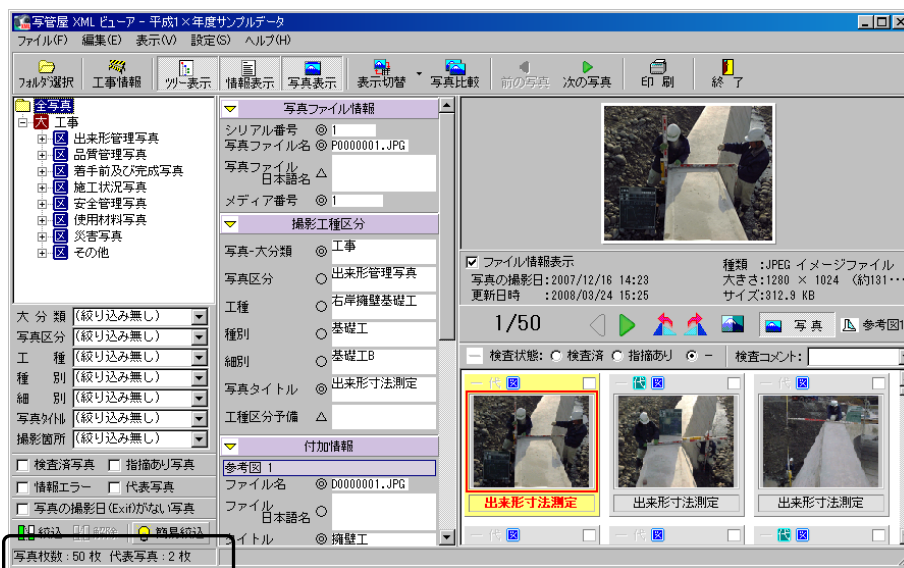 写管屋 XML ビューア - 平成1×年度サンプルデータ
ファイル(F) 編集(E) 表示(V) 設定(S) ヘルプ(H)
フォルダ選択 工事情報 ツリー表示 情報表示 写真表示 表示切替 写真比較 前の写真 次の写真 印 刷 終 了
全写真
大 工事
区 出来形管理写真
区 品質管理写真
区 着手前及び完成写真
区 施工状況写真
区 安全管理写真
区 使用材料写真
区 災害写真
区 その他
大 分 類 (絞り込み無し)
写真区分 (絞り込み無し)
工 種 (絞り込み無し)
種 別 (絞り込み無し)
細 別 (絞り込み無し)
写真タイトル (絞り込み無し)
撮影箇所 (絞り込み無し)
検査済写真 指摘あり写真
情報エラー 代表写真
写真の撮影日(Exif)がない写真
絞込 解除 簡易絞込
写真枚数:50 枚 代表写真:2 枚
写真ファイル情報
シリアル番号 ◎ 1
写真ファイル名 ◎ P0000001.JPG
写真ファイル
日本語名 △
メディア番号 ◎ 1
撮影工種区分
写真-大分類 ◎ 工事
写真区分 ○ 出来形管理写真
工種 ○ 右岸擁壁基礎工
種別 ○ 基礎工
細別 ○ 基礎工B
写真タイトル ◎ 出来形寸法測定
工種区分予備 △
付加情報
参考図 1
ファイル名 ◎ D0000001.JPG
ファイル
日本語名 ○
タイトル ◎ 擁壁工
ファイル情報表示
写真の撮影日:2007/12/16 14:23
更新日時 :2008/03/24 15:25
種類 :JPEG イメージファイル
大きさ:1280 × 1024 (約131･･･
サイズ:312.9 KB
1/50 写 真 参考図1
― 検査状態: 検査済 指摘あり － 検査コメント:
― 代 区 ― 代 区 ― 代 区
出来形寸法測定 出来形寸法測定 出来形寸法測定
― 代 区 ― 代 区 ― 代 区